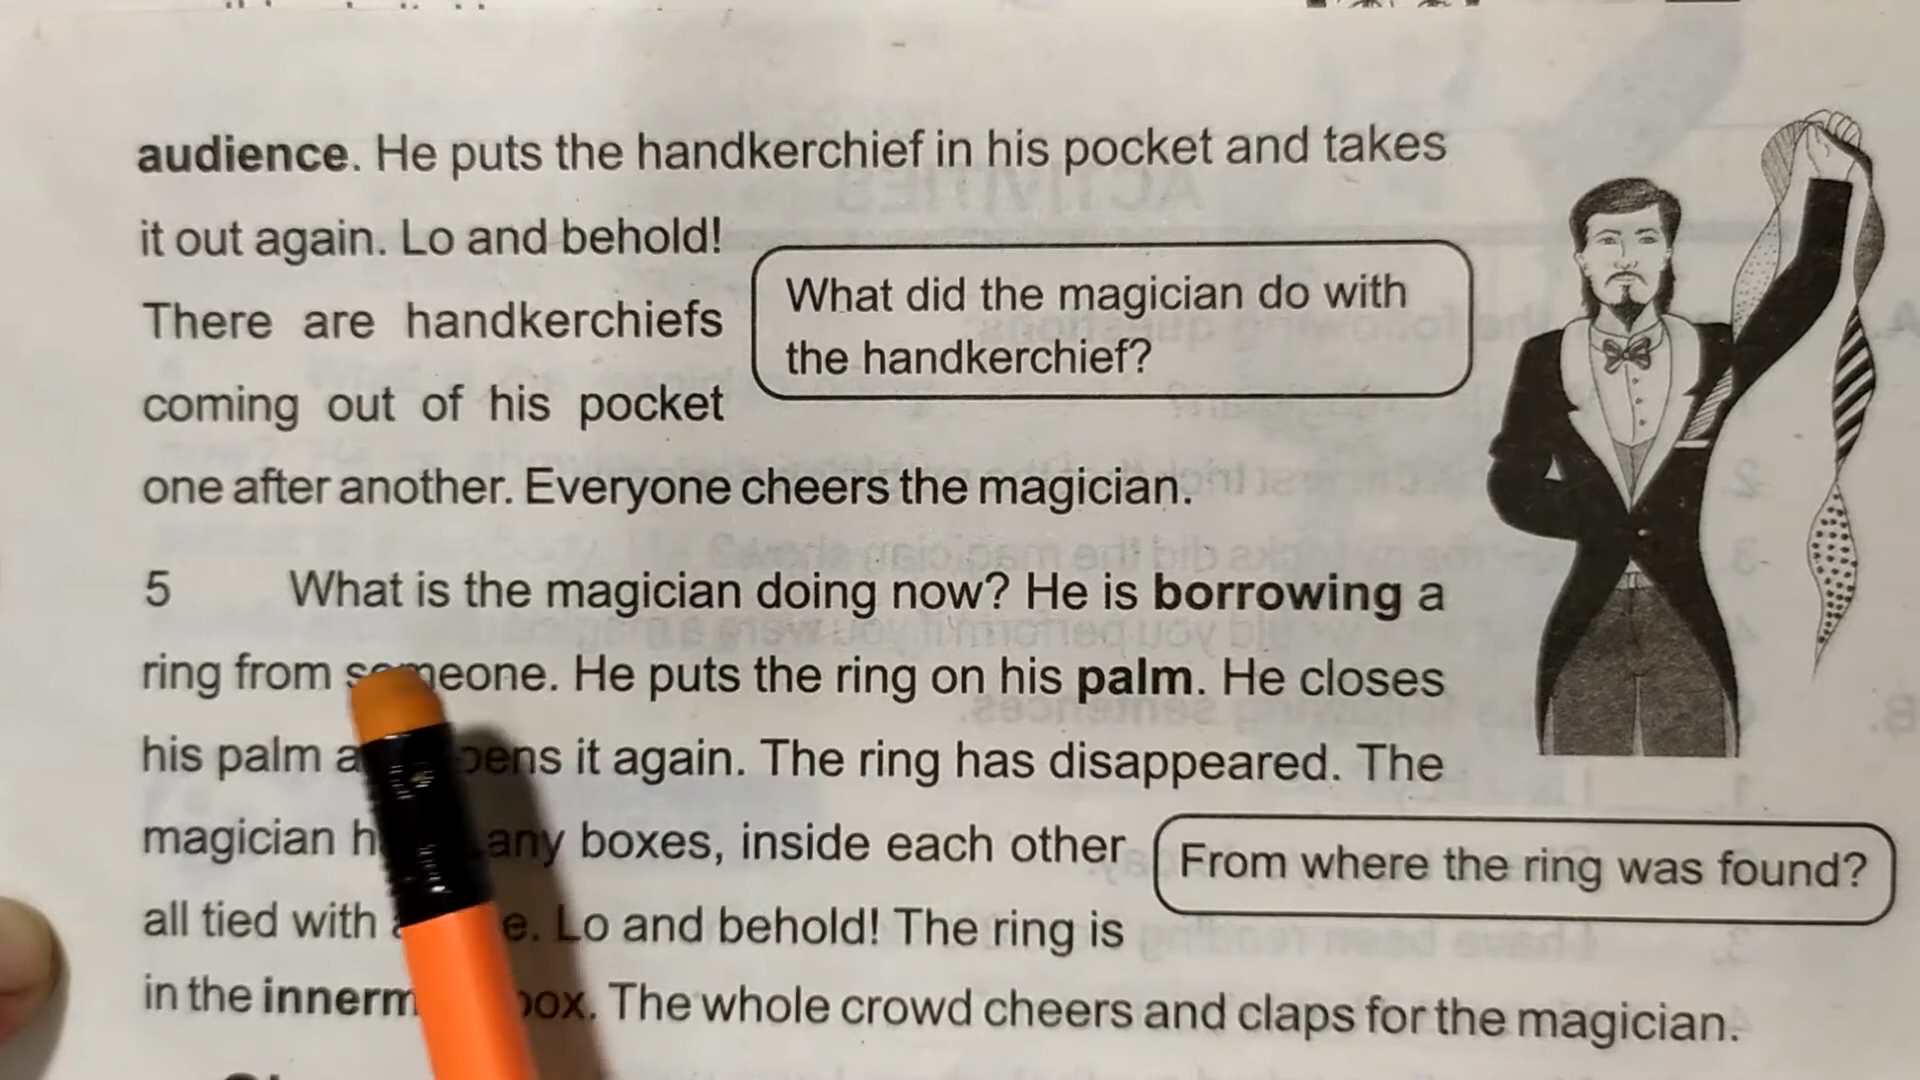 audience. He puts the handkerchief in his pocket and takes
it out again. Lo and behold!
There are handkerchiefs
coming out of his pocket
What did the magician do with
the handkerchief?
one after another. Everyone cheers the magician.
5 What is the magician doing now? He is borrowing a
ring from someone. He puts the ring on his palm. He closes
his palm it again. The ring has disappeared. The
magician boxes, inside each other
all tied with Lo and behold! The ring is
From where the ring was found?
in the box. The whole crowd cheers and claps for the magician.